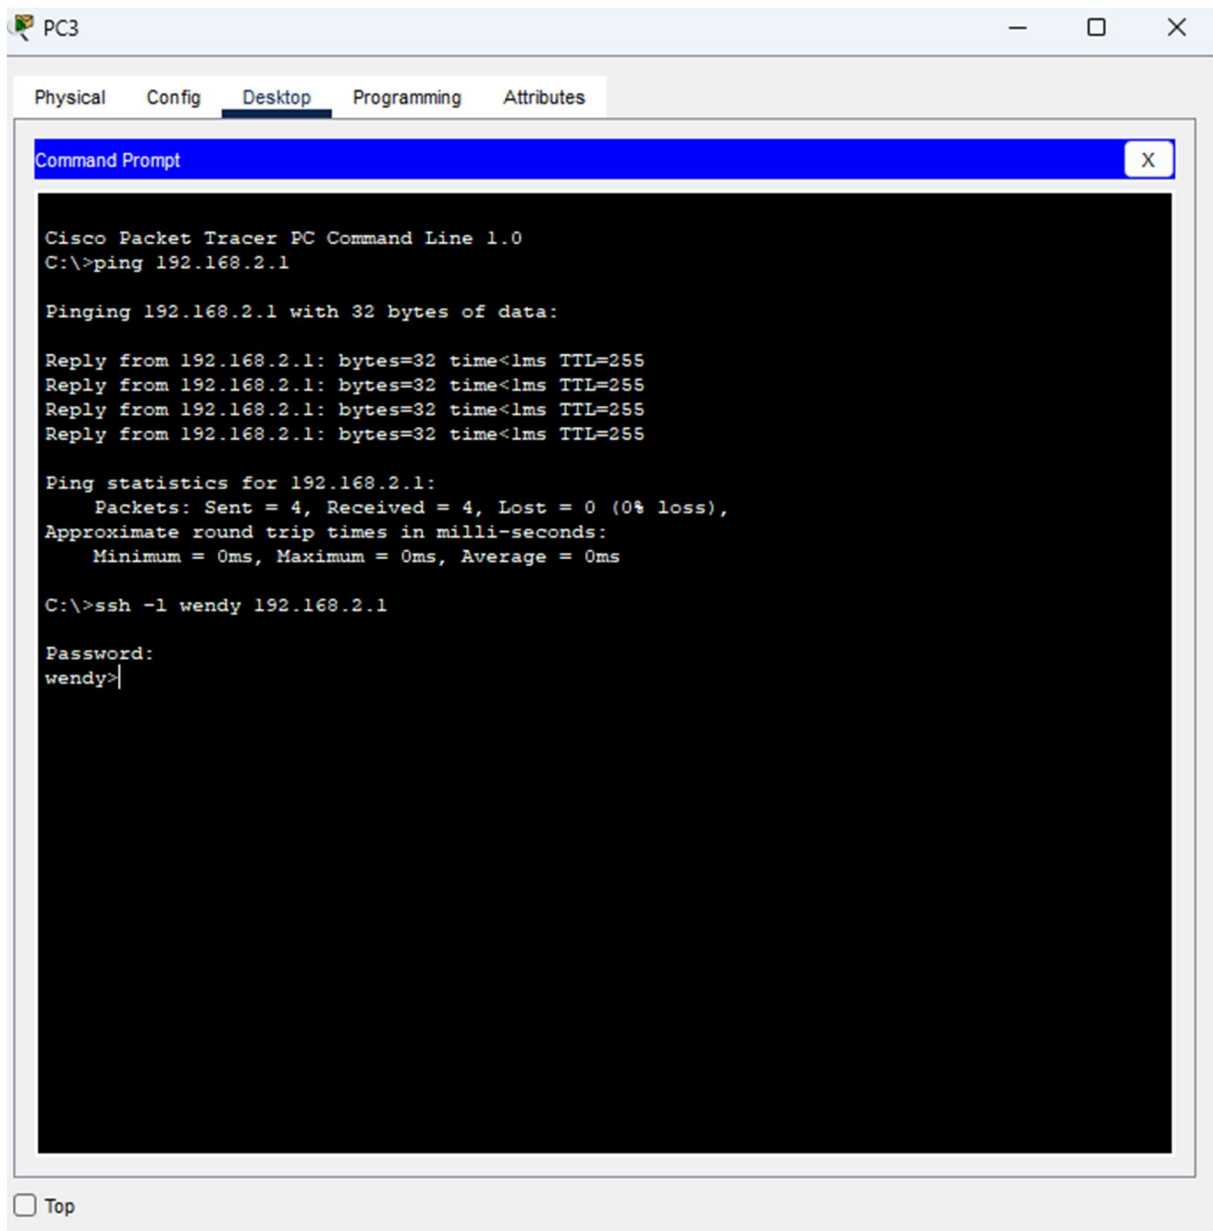 PC3
Physical Config Desktop Programming Attributes
Command Prompt X
Cisco Packet Tracer PC Command Line 1.0
C:\>ping 192.168.2.1
Pinging 192.168.2.1 with 32 bytes of data:
Reply from 192.168.2.1: bytes=32 time<1ms TTL=255
Reply from 192.168.2.1: bytes=32 time<1ms TTL=255
Reply from 192.168.2.1: bytes=32 time<1ms TTL=255
Reply from 192.168.2.1: bytes=32 time<1ms TTL=255
Ping statistics for 192.168.2.1:
Packets: Sent = 4, Received = 4, Lost = 0 (0% loss),
Approximate round trip times in milli-seconds:
Minimum = 0ms, Maximum = 0ms, Average = 0ms
C:\>ssh -l wendy 192.168.2.1
Password:
wendy>
Top